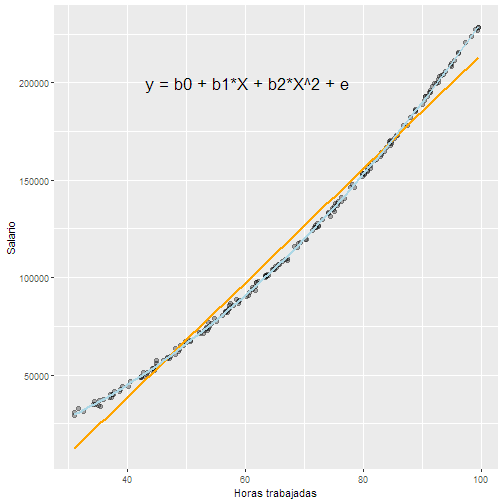 y = b0 + b1*X + b2*X^2 + e
200000
150000
100000
50000
Salario
40
60
80
100
Horas trabajadas